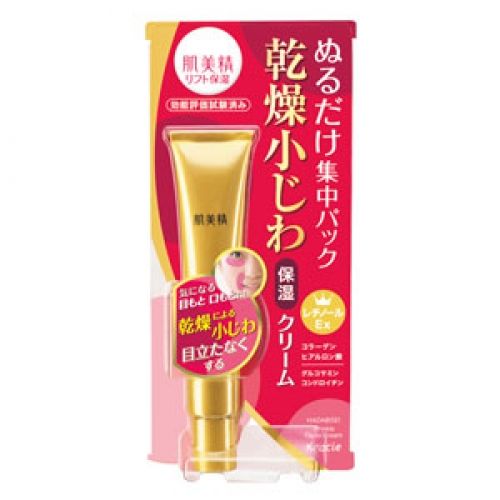 肌美精
リフト保湿
効能評価試験済み
ぬるだけ集中パック
乾燥小じわ
保湿
クリーム
肌美精
気になる
目もと口もとの
乾燥による
小じわ
目立たなく
する
レチノール
Ex
コラーゲン
ヒアルロン酸
グルコサミン
コンドロイチン
HADABISEI
Kracie